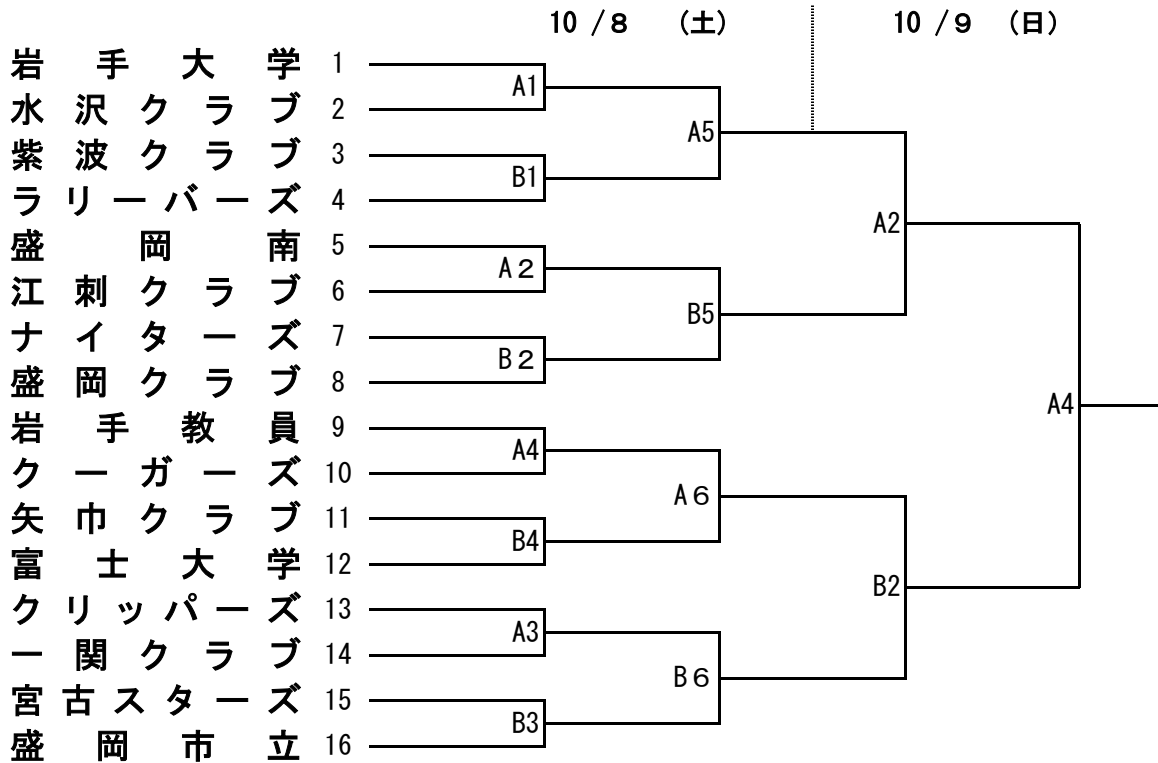 10/8 (土) 10/9 (日)
岩手大学 1
A1
水沢クラブ 2
A5
紫波クラブ 3
B1
ラリーバーズ 4
A2
盛岡南 5
A2
江刺クラブ 6
B5
ナイターズ 7
B2
盛岡クラブ 8
A4
岩手教員 9
A4
クーガーズ 10
A6
矢巾クラブ 11
B4
富士大学 12
B2
クリッパーズ 13
A3
一関クラブ 14
B6
宮古スターズ 15
B3
盛岡市立 16